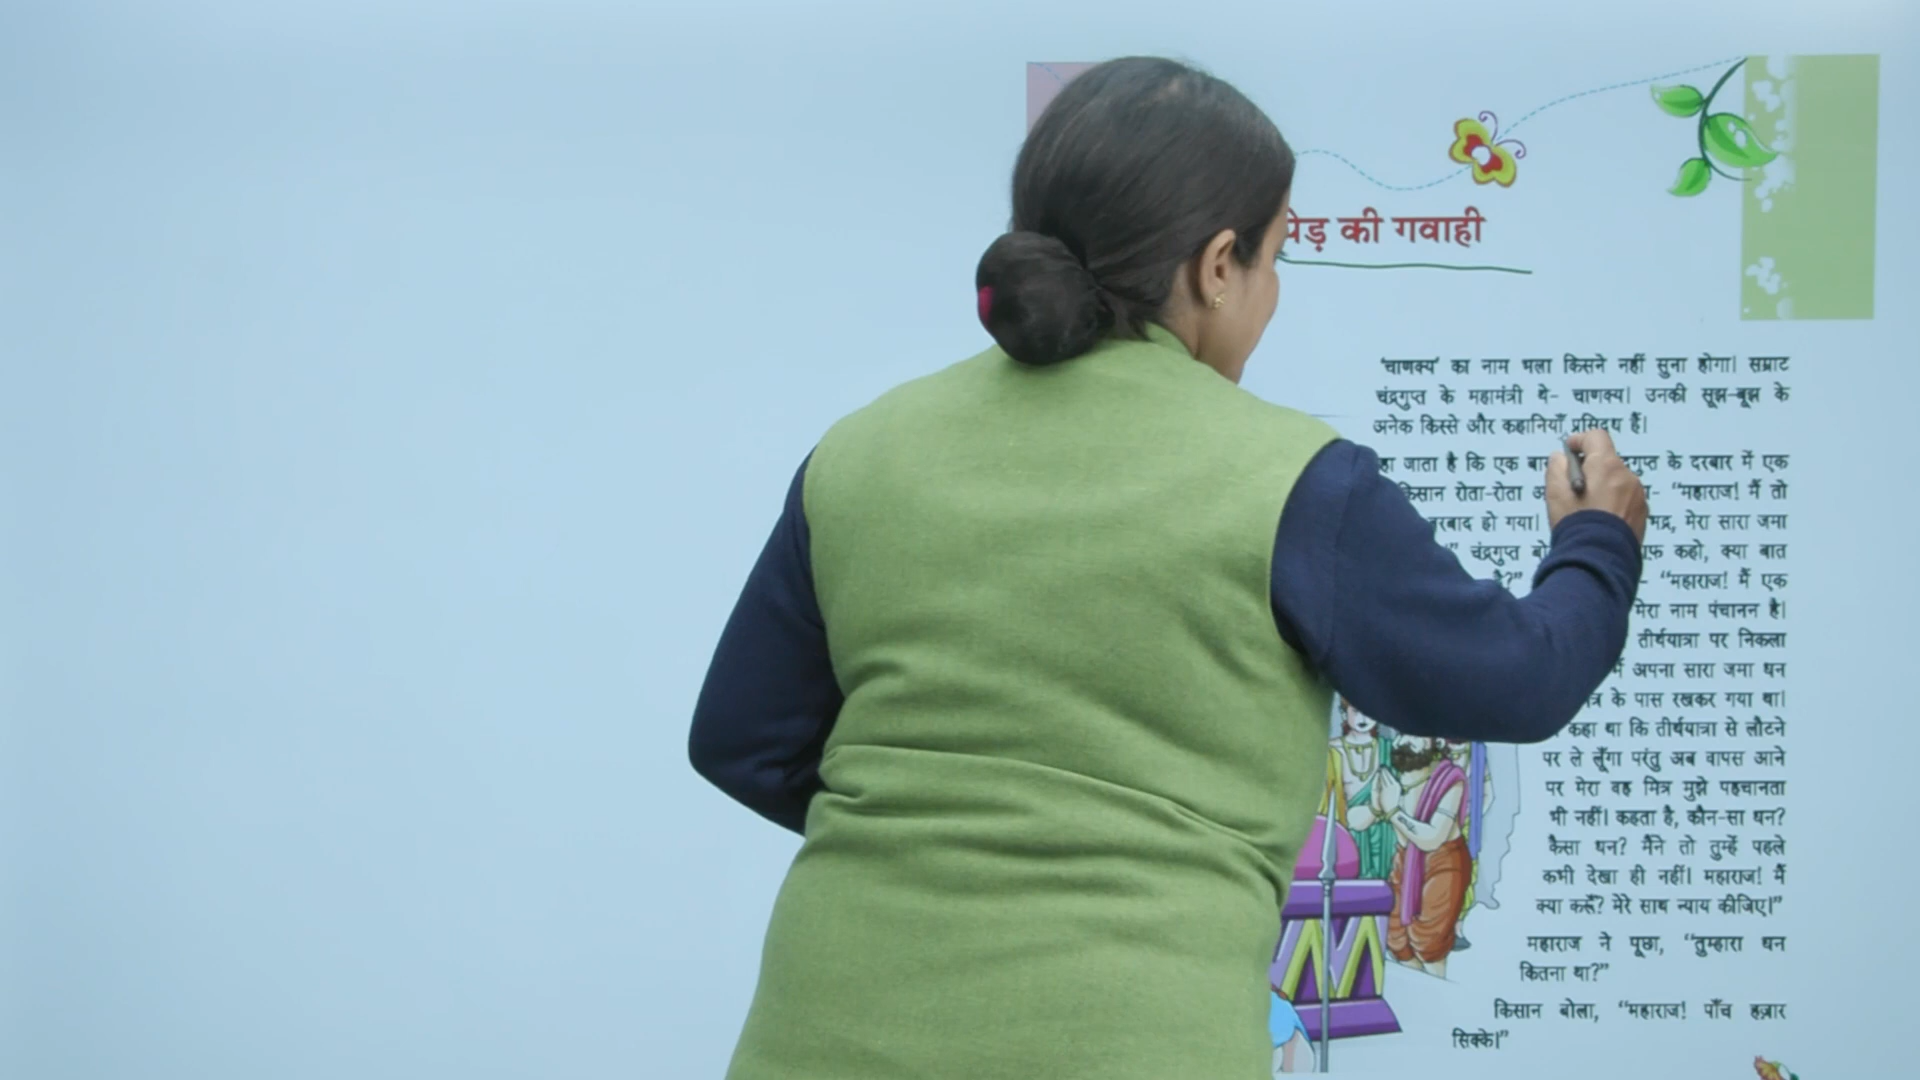 पेड़ की गवाही
‘चाणक्य’ का नाम भला किसने नहीं सुना होगा। सम्राट
चंद्रगुप्त के महामंत्री थे- चाणक्य। उनकी सूझ-बूझ के
अनेक किस्से और कहानियाँ प्रसिद्ध हैं।
जाता है कि एक के दरबार में एक
किसान रोता-रोता “महाराज! मैं तो
हो गया। मेरा सारा जमा
चंद्रगुप्त कहो, क्या बात
“महाराज! मैं एक
मेरा नाम पंचानन है।
तीर्थयात्रा पर निकला
अपना सारा जमा धन
के पास रखकर गया था।
कहा था कि तीर्थयात्रा से लौटने
पर ले लूँगा परंतु अब वापस आने
पर मेरा वह मित्र मुझे पहचानता
भी नहीं। कहता है, कौन-सा धन?
कैसा धन? मैंने तो तुम्हें पहले
कभी देखा ही नहीं। महाराज! मैं
क्या करूँ? मेरे साथ न्याय कीजिए।”
महाराज ने पूछा, “तुम्हारा धन
कितना था?”
किसान बोला, “महाराज! पाँच हज़ार
सिक्के।”